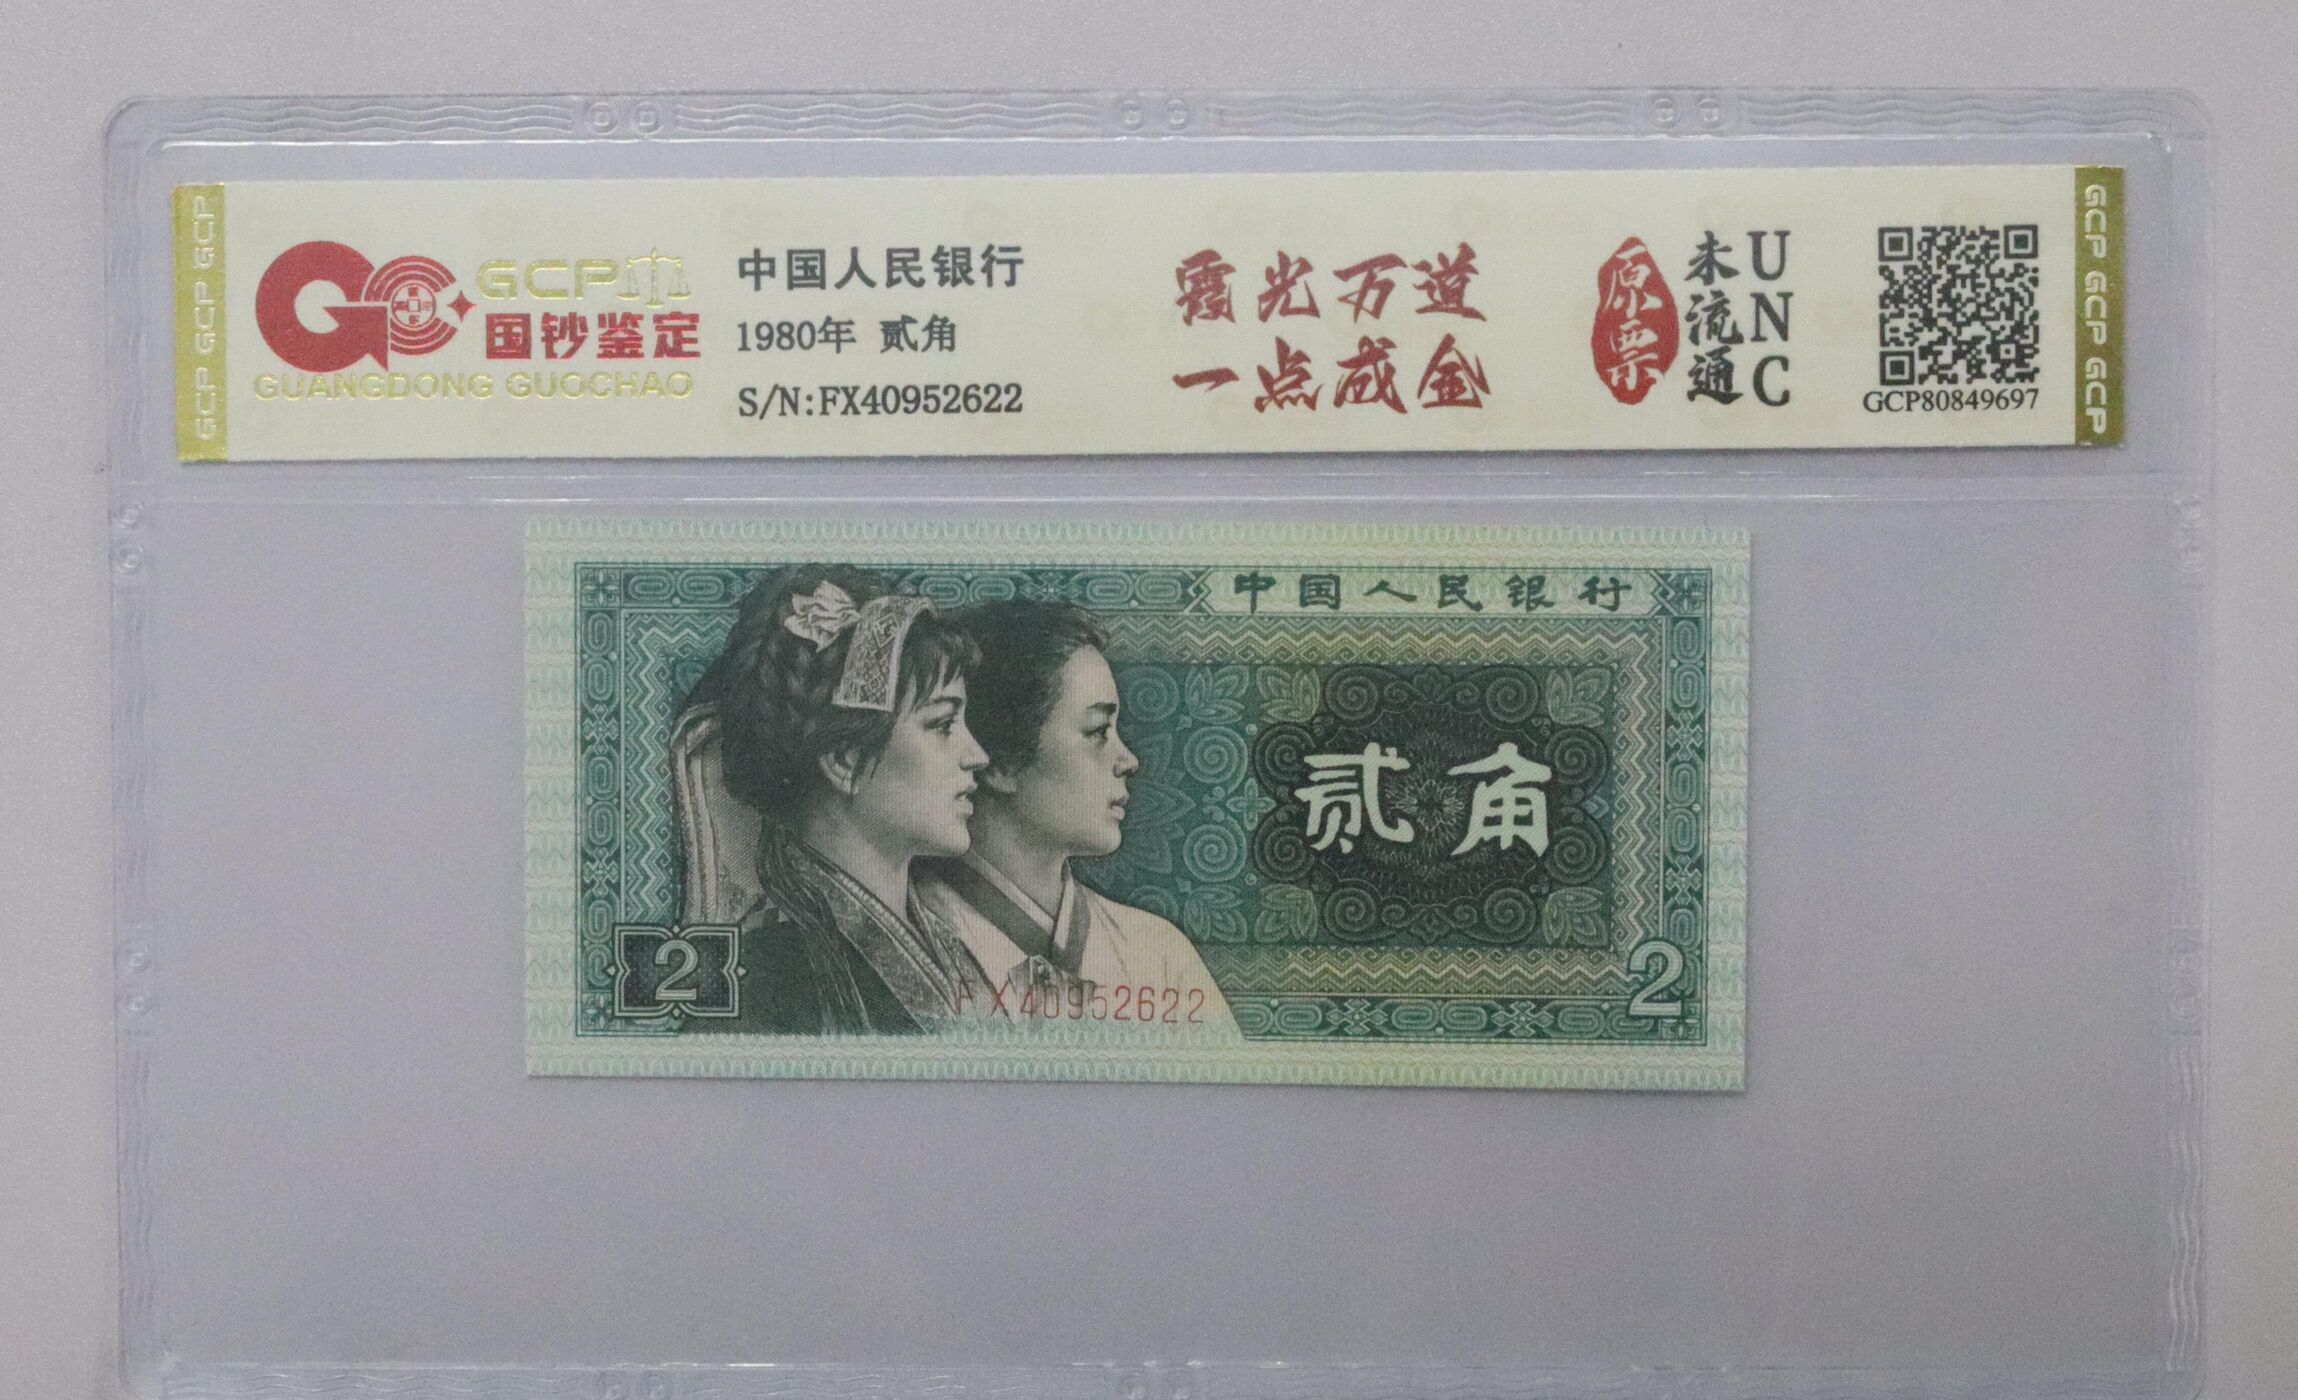 GCP GCP GCP
GCP
国钞鉴定
GUANGDONG GUOCHAO
中国人民银行
1980年 贰角
S/N:FX40952622
霞光万道
一点成金
原票
未流通
UNC
GCP80849697
GCP GCP GCP
中国人民银行
贰角
2
FX40952622
2